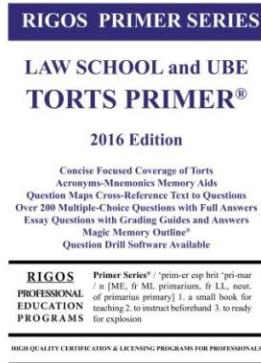 RIGOS PRIMER SERIES
LAW SCHOOL and UBE
TORTS PRIMER®
2016 Edition
Concise Focused Coverage of Torts
Acronyms-Mnemonics Memory Aids
Question Maps Cross-Reference Text to Questions
Over 200 Multiple-Choice Questions with Full Answers
Essay Questions with Grading Guides and Answers
Magic Memory Outline®
Question Drill Software Available
RIGOS
PROFESSIONAL
EDUCATION
PROGRAMS
Primer Series® / 'prim-er esp brit 'pri-mar
/ n [ME, fr ML primarium, fr LL, neut.
of primarius primary] 1. a small book for
teaching 2. to instruct beforehand 3. to ready
for explosion
HIGH QUALITY CERTIFICATION & LICENSING PROGRAMS FOR PROFESSIONALS